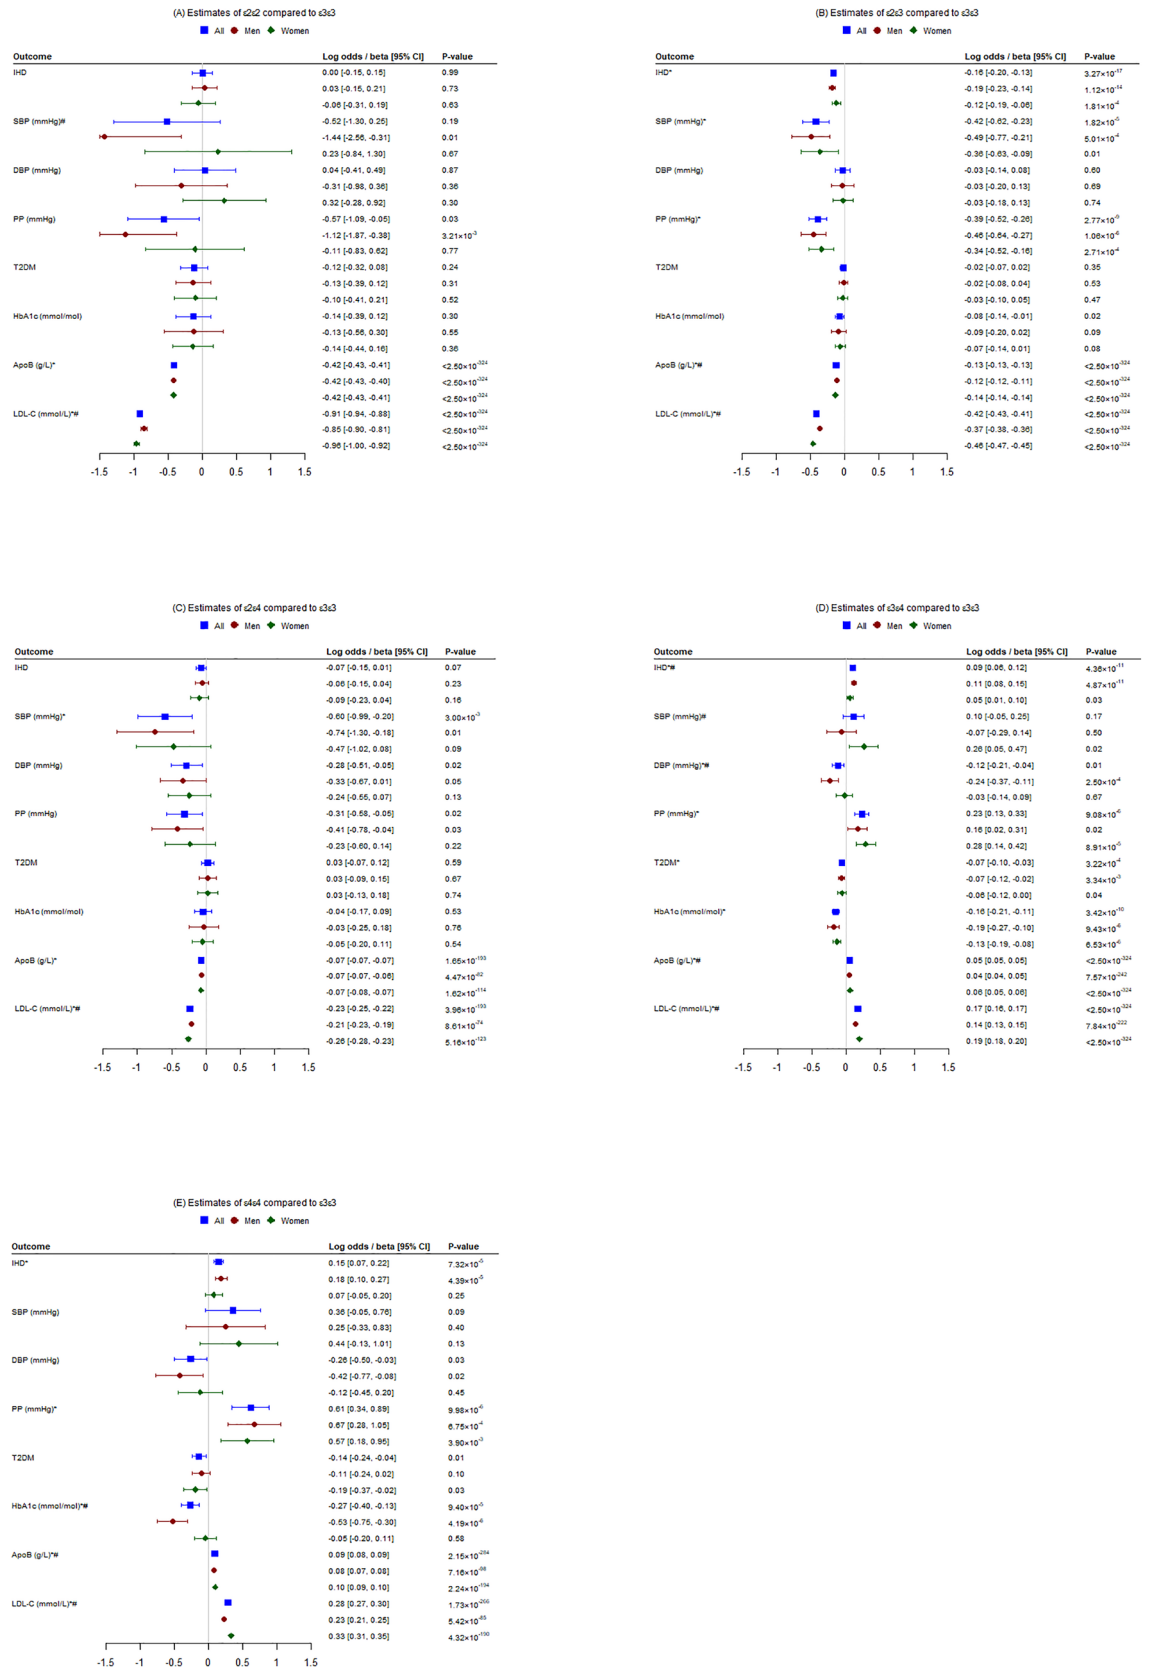 (A) Estimates of ε2ε2 compared to ε3ε3
All Men Women
Outcome Log odds / beta [95% CI] P-value
IHD 0.00 [-0.15, 0.15] 0.99
0.03 [-0.15, 0.21] 0.73
-0.06 [-0.31, 0.19] 0.63
SBP (mmHg)# -0.52 [-1.30, 0.25] 0.19
-1.44 [-2.56, -0.31] 0.01
0.23 [-0.84, 1.30] 0.67
DBP (mmHg) 0.04 [-0.41, 0.49] 0.87
-0.31 [-0.98, 0.36] 0.36
0.32 [-0.28, 0.92] 0.30
PP (mmHg) -0.57 [-1.09, -0.05] 0.03
-1.12 [-1.87, -0.38] 3.21×10⁻³
-0.11 [-0.83, 0.62] 0.77
T2DM -0.12 [-0.32, 0.08] 0.24
-0.13 [-0.39, 0.12] 0.31
-0.10 [-0.41, 0.21] 0.52
HbA1c (mmol/mol) -0.14 [-0.39, 0.12] 0.30
-0.13 [-0.56, 0.30] 0.55
-0.14 [-0.44, 0.16] 0.36
ApoB (g/L)* -0.42 [-0.43, -0.41] <2.50×10⁻³²⁴
-0.42 [-0.43, -0.40] <2.50×10⁻³²⁴
-0.42 [-0.43, -0.41] <2.50×10⁻³²⁴
LDL-C (mmol/L)*# -0.91 [-0.94, -0.88] <2.50×10⁻³²⁴
-0.85 [-0.90, -0.81] <2.50×10⁻³²⁴
-0.96 [-1.00, -0.92] <2.50×10⁻³²⁴
-1.5 -1 -0.5 0 0.5 1 1.5
(B) Estimates of ε2ε3 compared to ε3ε3
All Men Women
Outcome Log odds / beta [95% CI] P-value
IHD* -0.16 [-0.20, -0.13] 3.27×10⁻¹⁷
-0.19 [-0.23, -0.14] 1.12×10⁻¹⁴
-0.12 [-0.19, -0.06] 1.81×10⁻⁴
SBP (mmHg)* -0.42 [-0.62, -0.23] 1.82×10⁻⁵
-0.49 [-0.77, -0.21] 5.01×10⁻⁴
-0.36 [-0.63, -0.09] 0.01
DBP (mmHg) -0.03 [-0.14, 0.08] 0.60
-0.03 [-0.20, 0.13] 0.69
-0.03 [-0.18, 0.13] 0.74
PP (mmHg)* -0.39 [-0.52, -0.26] 2.77×10⁻⁹
-0.46 [-0.64, -0.27] 1.06×10⁻⁶
-0.34 [-0.52, -0.16] 2.71×10⁻⁴
T2DM -0.02 [-0.07, 0.02] 0.35
-0.02 [-0.08, 0.04] 0.53
-0.03 [-0.10, 0.05] 0.47
HbA1c (mmol/mol) -0.08 [-0.14, -0.01] 0.02
-0.09 [-0.20, 0.02] 0.09
-0.07 [-0.14, 0.01] 0.08
ApoB (g/L)*# -0.13 [-0.13, -0.13] <2.50×10⁻³²⁴
-0.12 [-0.12, -0.11] <2.50×10⁻³²⁴
-0.14 [-0.14, -0.14] <2.50×10⁻³²⁴
LDL-C (mmol/L)*# -0.42 [-0.43, -0.41] <2.50×10⁻³²⁴
-0.37 [-0.38, -0.36] <2.50×10⁻³²⁴
-0.46 [-0.47, -0.45] <2.50×10⁻³²⁴
-1.5 -1 -0.5 0 0.5 1 1.5
(C) Estimates of ε2ε4 compared to ε3ε3
All Men Women
Outcome Log odds / beta [95% CI] P-value
IHD -0.07 [-0.15, 0.01] 0.07
-0.06 [-0.15, 0.04] 0.23
-0.09 [-0.23, 0.04] 0.16
SBP (mmHg)* -0.60 [-0.99, -0.20] 3.00×10⁻³
-0.74 [-1.30, -0.18] 0.01
-0.47 [-1.02, 0.08] 0.09
DBP (mmHg) -0.28 [-0.51, -0.05] 0.02
-0.33 [-0.67, 0.01] 0.05
-0.24 [-0.55, 0.07] 0.13
PP (mmHg) -0.31 [-0.58, -0.05] 0.02
-0.41 [-0.78, -0.04] 0.03
-0.23 [-0.60, 0.14] 0.22
T2DM 0.03 [-0.07, 0.12] 0.59
0.03 [-0.09, 0.15] 0.67
0.03 [-0.13, 0.18] 0.74
HbA1c (mmol/mol) -0.04 [-0.17, 0.09] 0.53
-0.03 [-0.25, 0.18] 0.76
-0.05 [-0.20, 0.11] 0.54
ApoB (g/L)* -0.07 [-0.07, -0.07] 1.65×10⁻¹⁹³
-0.07 [-0.07, -0.06] 4.47×10⁻⁸²
-0.07 [-0.08, -0.07] 1.62×10⁻¹¹⁴
LDL-C (mmol/L)*# -0.23 [-0.25, -0.22] 3.96×10⁻¹⁹³
-0.21 [-0.23, -0.19] 8.61×10⁻⁷⁴
-0.26 [-0.28, -0.23] 5.16×10⁻¹²³
-1.5 -1 -0.5 0 0.5 1 1.5
(D) Estimates of ε3ε4 compared to ε3ε3
All Men Women
Outcome Log odds / beta [95% CI] P-value
IHD*# 0.09 [0.06, 0.12] 4.36×10⁻¹¹
0.11 [0.08, 0.15] 4.87×10⁻¹¹
0.05 [0.01, 0.10] 0.03
SBP (mmHg)# 0.10 [-0.05, 0.25] 0.17
-0.07 [-0.29, 0.14] 0.50
0.26 [0.05, 0.47] 0.02
DBP (mmHg)*# -0.12 [-0.21, -0.04] 0.01
-0.24 [-0.37, -0.11] 2.50×10⁻⁴
-0.03 [-0.14, 0.09] 0.67
PP (mmHg)* 0.23 [0.13, 0.33] 9.08×10⁻⁶
0.16 [0.02, 0.31] 0.02
0.28 [0.14, 0.42] 8.91×10⁻⁵
T2DM* -0.07 [-0.10, -0.03] 3.22×10⁻⁴
-0.07 [-0.12, -0.02] 3.34×10⁻³
-0.06 [-0.12, 0.00] 0.04
HbA1c (mmol/mol)* -0.16 [-0.21, -0.11] 3.42×10⁻¹⁰
-0.19 [-0.27, -0.10] 9.43×10⁻⁶
-0.13 [-0.19, -0.08] 6.53×10⁻⁶
ApoB (g/L)*# 0.05 [0.05, 0.05] <2.50×10⁻³²⁴
0.04 [0.04, 0.05] 7.57×10⁻²⁴²
0.06 [0.05, 0.06] <2.50×10⁻³²⁴
LDL-C (mmol/L)*# 0.17 [0.16, 0.17] <2.50×10⁻³²⁴
0.14 [0.13, 0.15] 7.84×10⁻²²²
0.19 [0.18, 0.20] <2.50×10⁻³²⁴
-1.5 -1 -0.5 0 0.5 1 1.5
(E) Estimates of ε4ε4 compared to ε3ε3
All Men Women
Outcome Log odds / beta [95% CI] P-value
IHD* 0.15 [0.07, 0.22] 7.32×10⁻⁵
0.18 [0.10, 0.27] 4.39×10⁻⁵
0.07 [-0.05, 0.20] 0.25
SBP (mmHg) 0.36 [-0.05, 0.76] 0.09
0.25 [-0.33, 0.83] 0.40
0.44 [-0.13, 1.01] 0.13
DBP (mmHg) -0.26 [-0.50, -0.03] 0.03
-0.42 [-0.77, -0.08] 0.02
-0.12 [-0.45, 0.20] 0.45
PP (mmHg)* 0.61 [0.34, 0.89] 9.98×10⁻⁶
0.67 [0.28, 1.05] 6.75×10⁻⁴
0.57 [0.18, 0.95] 3.90×10⁻³
T2DM -0.14 [-0.24, -0.04] 0.01
-0.11 [-0.24, 0.02] 0.10
-0.19 [-0.37, -0.02] 0.03
HbA1c (mmol/mol)*# -0.27 [-0.40, -0.13] 9.40×10⁻⁵
-0.53 [-0.75, -0.30] 4.19×10⁻⁶
-0.05 [-0.20, 0.11] 0.58
ApoB (g/L)*# 0.09 [0.08, 0.09] 2.15×10⁻²⁸⁴
0.08 [0.07, 0.08] 7.16×10⁻⁹⁸
0.10 [0.09, 0.10] 2.24×10⁻¹⁹⁴
LDL-C (mmol/L)*# 0.28 [0.27, 0.30] 1.73×10⁻²⁶⁶
0.23 [0.21, 0.25] 5.42×10⁻⁸⁵
0.33 [0.31, 0.35] 4.32×10⁻¹⁹⁰
-1.5 -1 -0.5 0 0.5 1 1.5